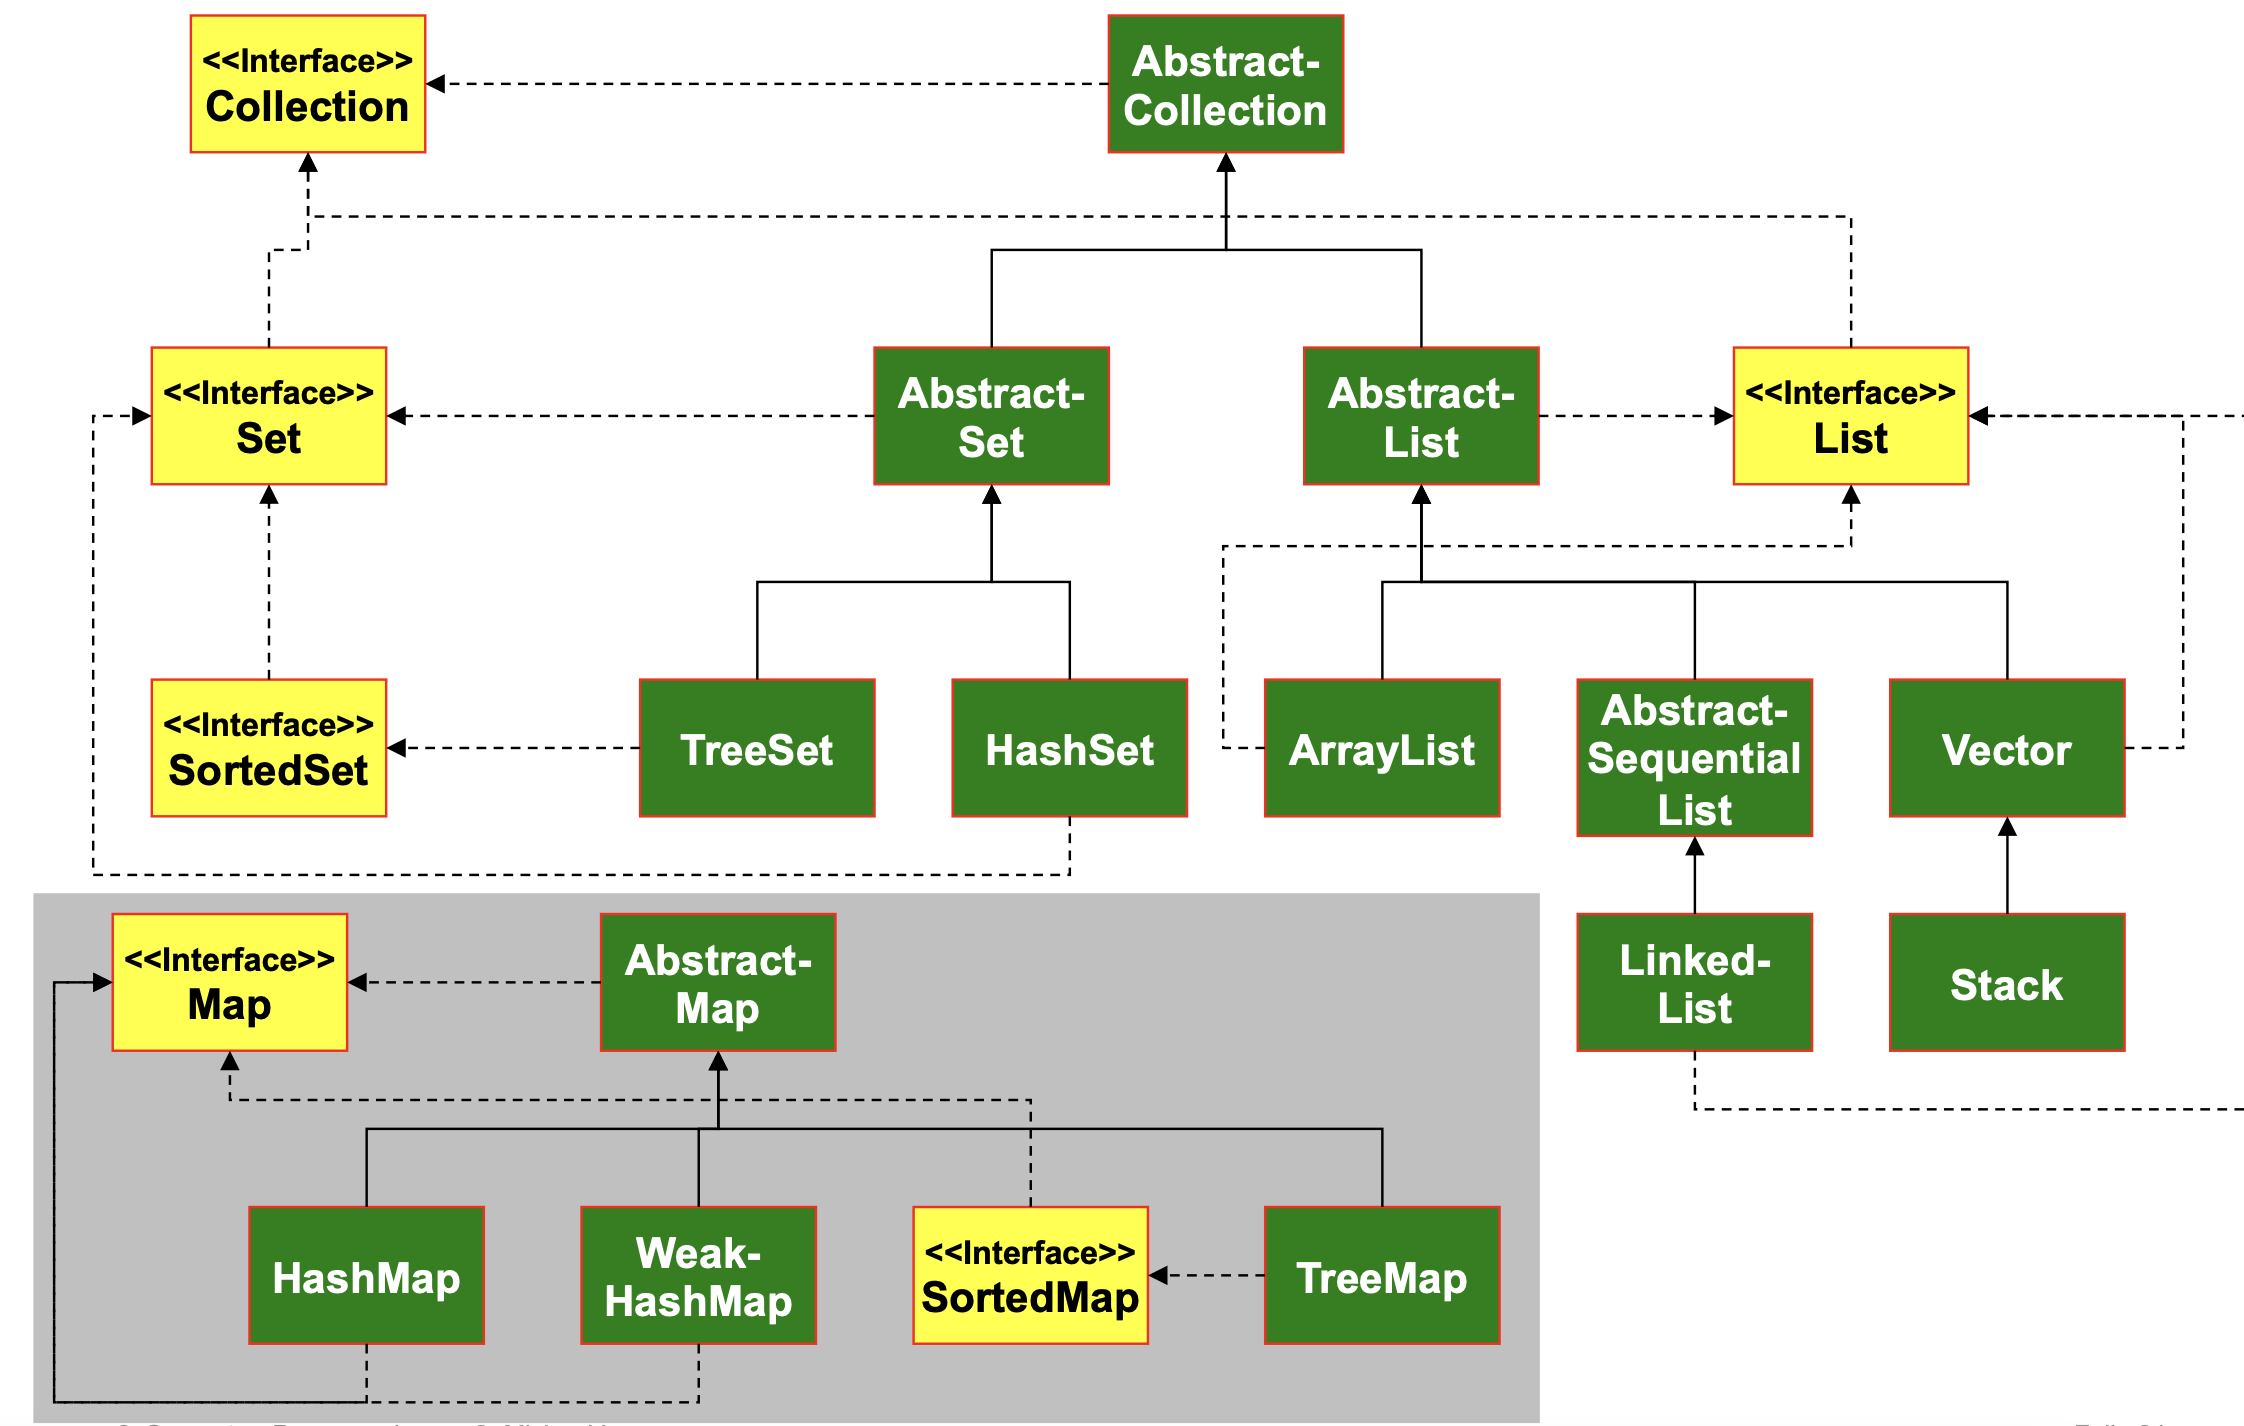 <<Interface>>
Collection
Abstract-
Collection
<<Interface>>
Set
Abstract-
Set
Abstract-
List
<<Interface>>
List
<<Interface>>
SortedSet
TreeSet
HashSet
ArrayList
Abstract-
Sequential
List
Vector
<<Interface>>
Map
Abstract-
Map
Linked-
List
Stack
HashMap
Weak-
HashMap
<<Interface>>
SortedMap
TreeMap